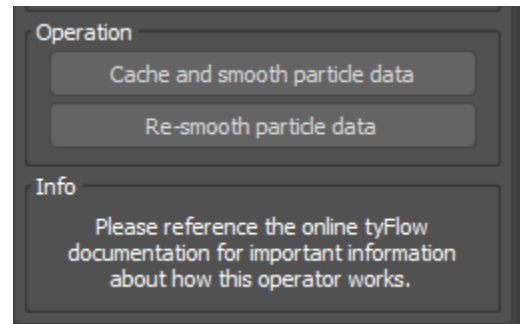 Operation
Cache and smooth particle data
Re-smooth particle data
Info
Please reference the online tyFlow
documentation for important information
about how this operator works.